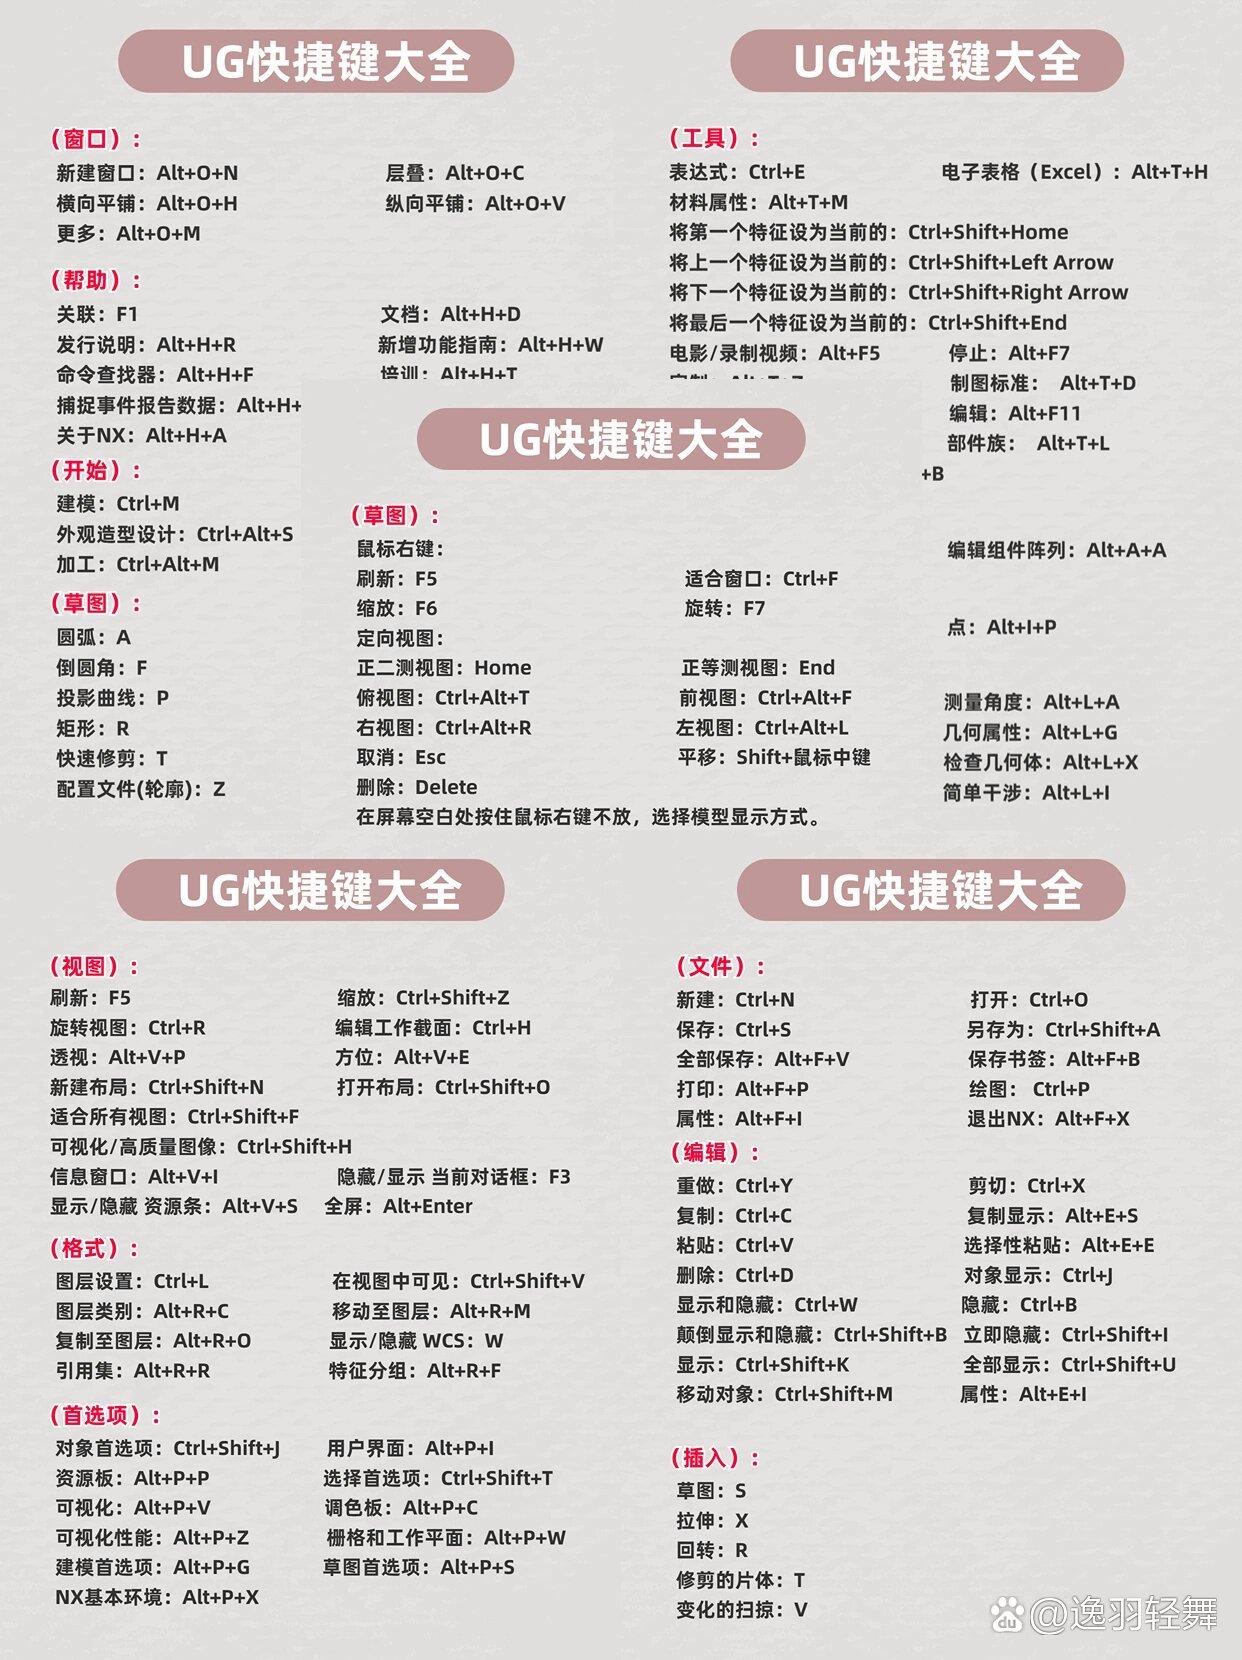 UG快捷键大全
（窗口）：
新建窗口：Alt+O+N 层叠：Alt+O+C
横向平铺：Alt+O+H 纵向平铺：Alt+O+V
更多：Alt+O+M
（帮助）：
关联：F1 文档：Alt+H+D
发行说明：Alt+H+R 新增功能指南：Alt+H+W
命令查找器：Alt+H+F 培训：Alt+H+T
捕捉事件报告数据：Alt+H+
关于NX：Alt+H+A
（开始）：
建模：Ctrl+M
外观造型设计：Ctrl+Alt+S
加工：Ctrl+Alt+M
（草图）：
圆弧：A
倒圆角：F
投影曲线：P
矩形：R
快速修剪：T
配置文件(轮廓)：Z
UG快捷键大全
（工具）：
表达式：Ctrl+E 电子表格（Excel）：Alt+T+H
材料属性：Alt+T+M
将第一个特征设为当前的：Ctrl+Shift+Home
将上一个特征设为当前的：Ctrl+Shift+Left Arrow
将下一个特征设为当前的：Ctrl+Shift+Right Arrow
将最后一个特征设为当前的：Ctrl+Shift+End
电影/录制视频：Alt+F5 停止：Alt+F7
制图标准： Alt+T+D
编辑：Alt+F11
部件族： Alt+T+L
+B
编辑组件阵列：Alt+A+A
点：Alt+I+P
测量角度：Alt+L+A
几何属性：Alt+L+G
检查几何体：Alt+L+X
简单干涉：Alt+L+I
UG快捷键大全
（草图）：
鼠标右键：
刷新：F5 适合窗口：Ctrl+F
缩放：F6 旋转：F7
定向视图：
正二测视图：Home 正等测视图：End
俯视图：Ctrl+Alt+T 前视图：Ctrl+Alt+F
右视图：Ctrl+Alt+R 左视图：Ctrl+Alt+L
取消：Esc 平移：Shift+鼠标中键
删除：Delete
在屏幕空白处按住鼠标右键不放，选择模型显示方式。
UG快捷键大全
（视图）：
刷新：F5 缩放：Ctrl+Shift+Z
旋转视图：Ctrl+R 编辑工作截面：Ctrl+H
透视：Alt+V+P 方位：Alt+V+E
新建布局：Ctrl+Shift+N 打开布局：Ctrl+Shift+O
适合所有视图：Ctrl+Shift+F
可视化/高质量图像：Ctrl+Shift+H
信息窗口：Alt+V+I 隐藏/显示 当前对话框：F3
显示/隐藏 资源条：Alt+V+S 全屏：Alt+Enter
（格式）：
图层设置：Ctrl+L 在视图中可见：Ctrl+Shift+V
图层类别：Alt+R+C 移动至图层：Alt+R+M
复制至图层：Alt+R+O 显示/隐藏 WCS：W
引用集：Alt+R+R 特征分组：Alt+R+F
（首选项）：
对象首选项：Ctrl+Shift+J 用户界面：Alt+P+I
资源板：Alt+P+P 选择首选项：Ctrl+Shift+T
可视化：Alt+P+V 调色板：Alt+P+C
可视化性能：Alt+P+Z 栅格和工作平面：Alt+P+W
建模首选项：Alt+P+G 草图首选项：Alt+P+S
NX基本环境：Alt+P+X
UG快捷键大全
（文件）：
新建：Ctrl+N 打开：Ctrl+O
保存：Ctrl+S 另存为：Ctrl+Shift+A
全部保存：Alt+F+V 保存书签：Alt+F+B
打印：Alt+F+P 绘图： Ctrl+P
属性：Alt+F+I 退出NX：Alt+F+X
（编辑）：
重做：Ctrl+Y 剪切：Ctrl+X
复制：Ctrl+C 复制显示：Alt+E+S
粘贴：Ctrl+V 选择性粘贴：Alt+E+E
删除：Ctrl+D 对象显示：Ctrl+J
显示和隐藏：Ctrl+W 隐藏：Ctrl+B
颠倒显示和隐藏：Ctrl+Shift+B 立即隐藏：Ctrl+Shift+I
显示：Ctrl+Shift+K 全部显示：Ctrl+Shift+U
移动对象：Ctrl+Shift+M 属性：Alt+E+I
（插入）：
草图：S
拉伸：X
回转：R
修剪的片体：T
变化的扫掠：V
du @逸羽轻舞